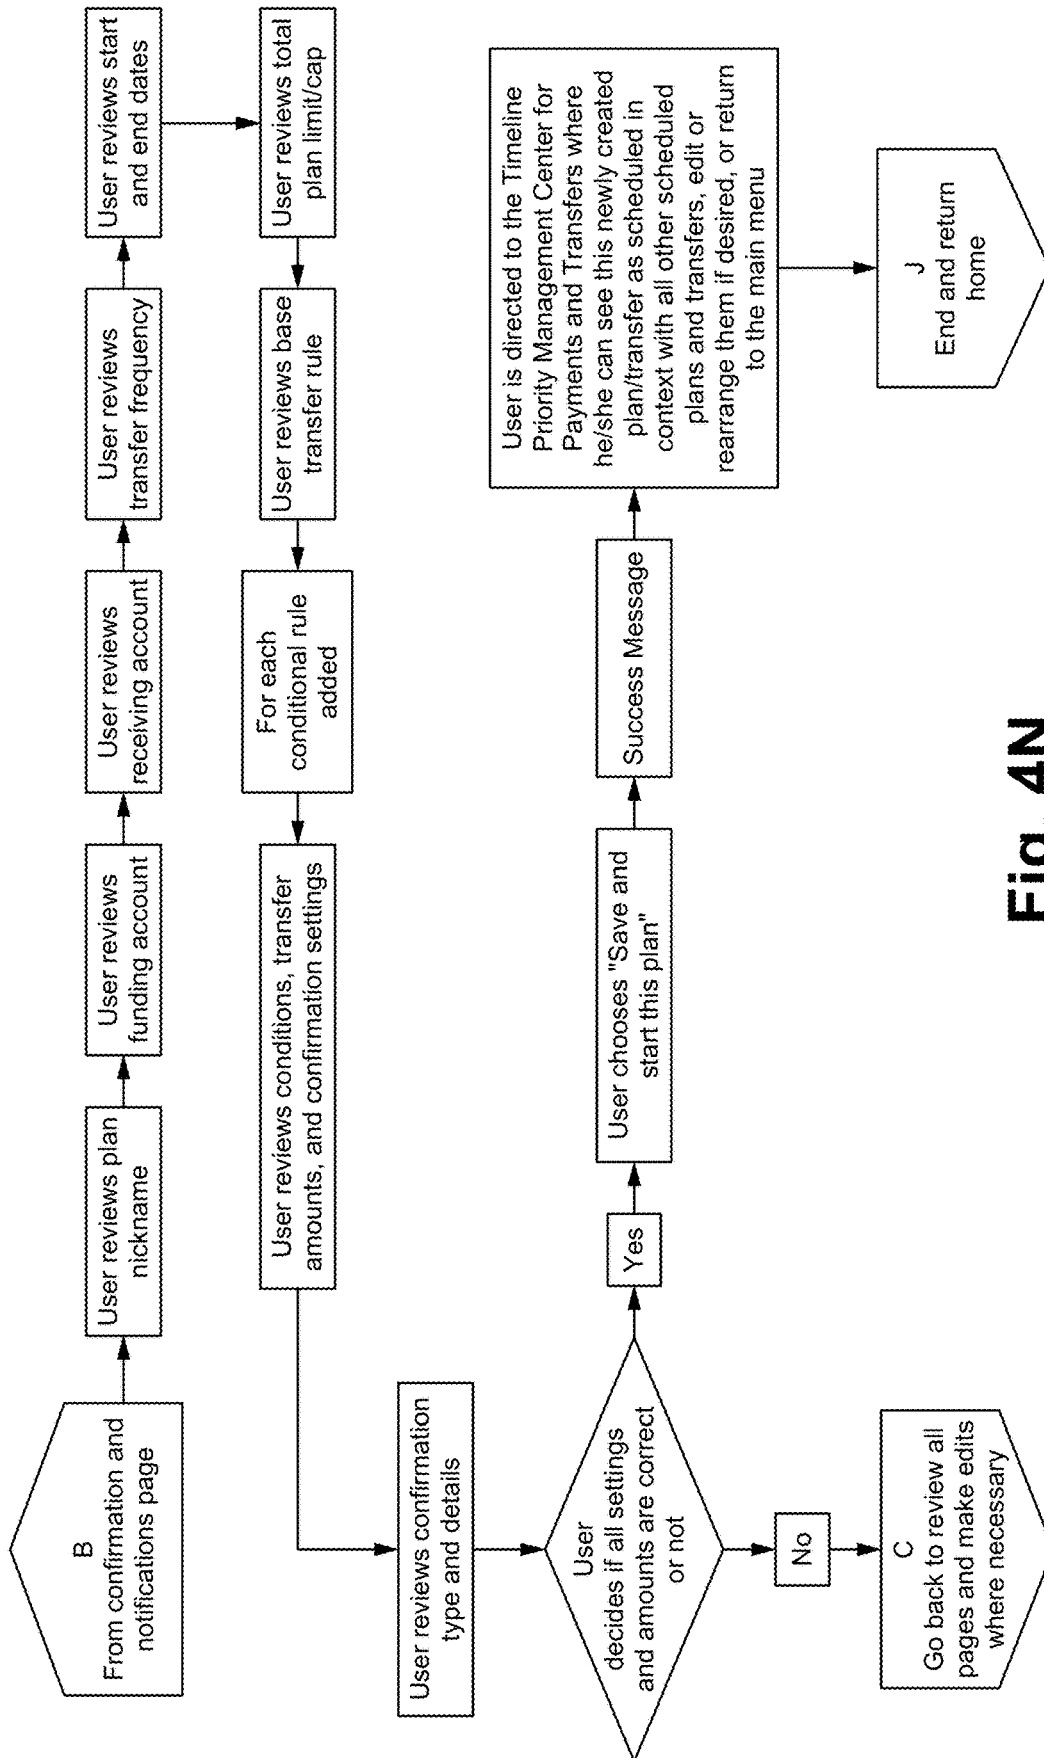 B
From confirmation and
notifications page
User reviews plan
nickname
User reviews
funding account
User reviews
receiving account
User reviews
transfer frequency
User reviews start
and end dates
User reviews total
plan limit/cap
User reviews base
transfer rule
For each
conditional rule
added
User reviews conditions, transfer
amounts, and confirmation settings
User reviews confirmation
type and details
User
decides if all settings
and amounts are correct
or not
Yes
User chooses "Save and
start this plan"
Success Message
User is directed to the Timeline
Priority Management Center for
Payments and Transfers where
he/she can see this newly created
plan/transfer as scheduled in
context with all other scheduled
plans and transfers, edit or
rearrange them if desired, or return
to the main menu
J
End and return
home
No
C
Go back to review all
pages and make edits
where necessary
Fig. 4N